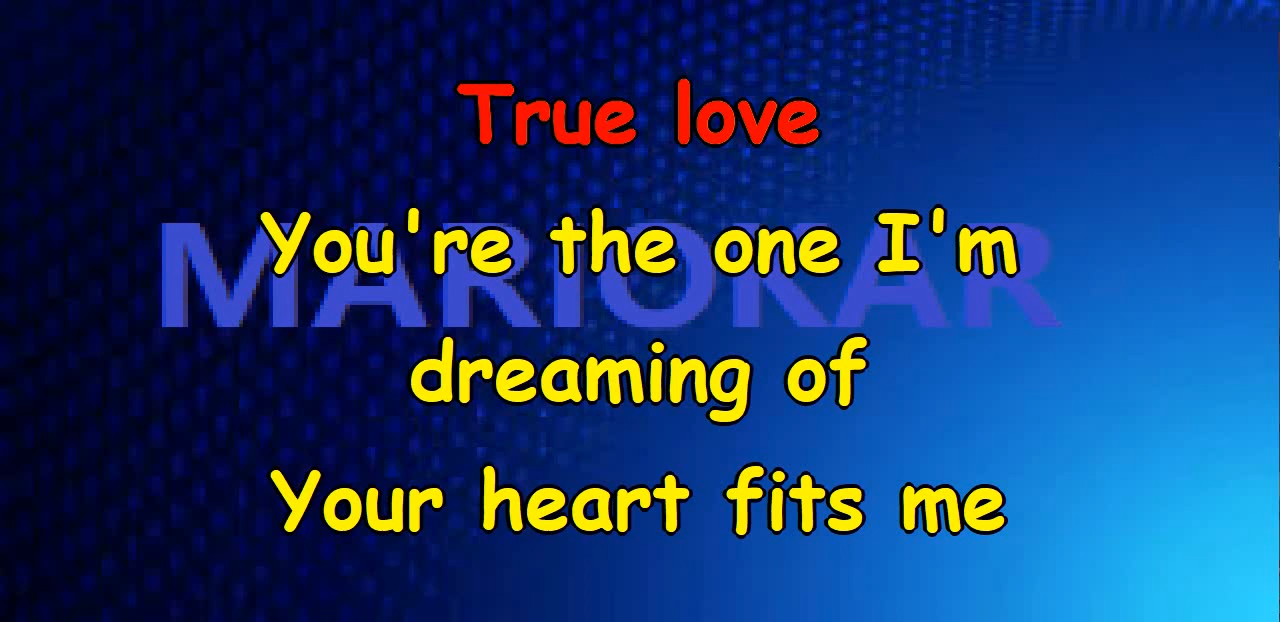 True love
You're the one I'm
MARIOKAR
dreaming of
Your heart fits me